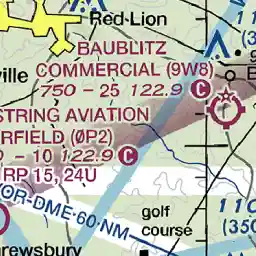 Red Lion
BAUBLITZ
COMMERCIAL (9W8)
750 - 25 122.9 C
STRING AVIATION
RFIELD (ØP2)
- 10 122.9 C
RP 15, 24U
OR-DME 60 NM
golf
course